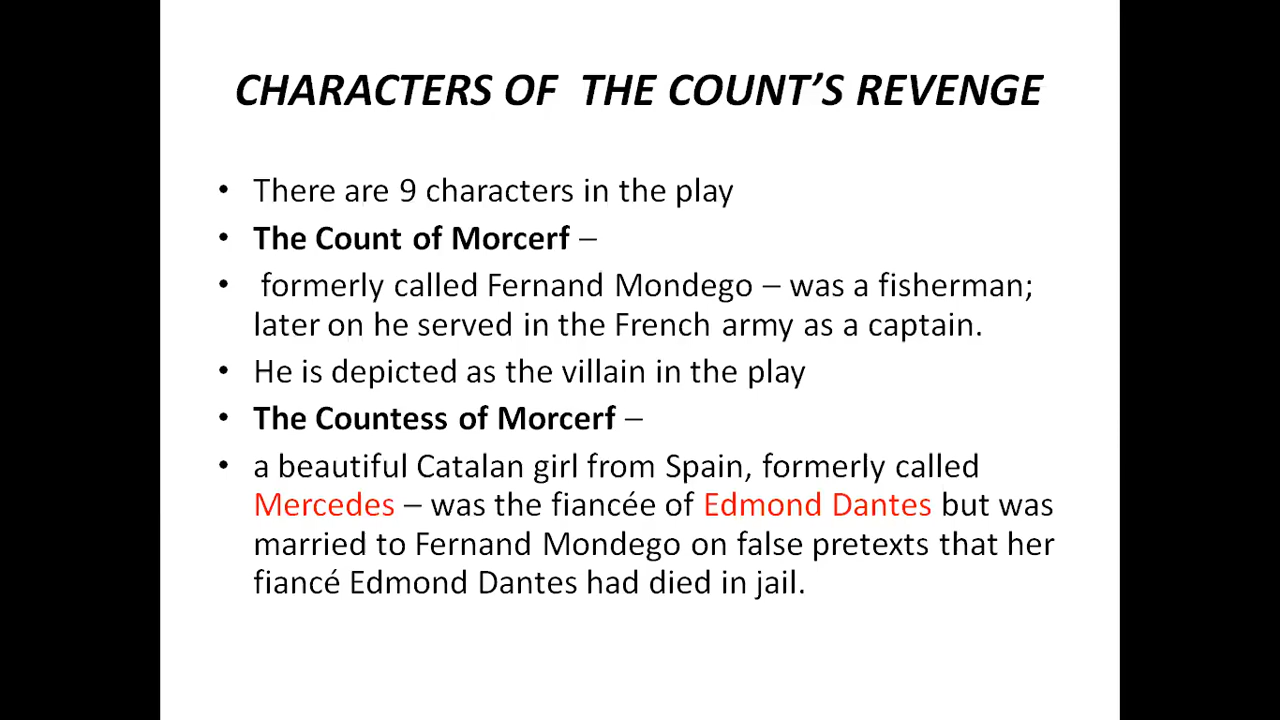 CHARACTERS OF THE COUNT’S REVENGE
• There are 9 characters in the play
• The Count of Morcerf –
• formerly called Fernand Mondego – was a fisherman;
later on he served in the French army as a captain.
• He is depicted as the villain in the play
• The Countess of Morcerf –
• a beautiful Catalan girl from Spain, formerly called
Mercedes – was the fiancée of Edmond Dantes but was
married to Fernand Mondego on false pretexts that her
fiancé Edmond Dantes had died in jail.